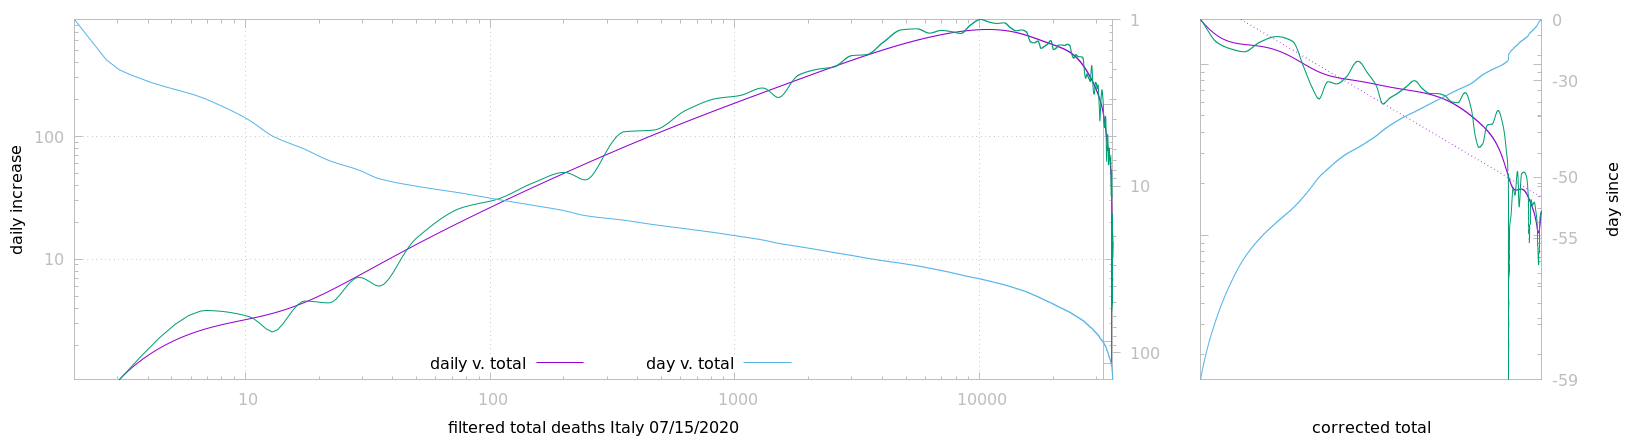 daily increase
100
10
daily v. total
day v. total
1
10
100
10
100
1000
10000
filtered total deaths Italy 07/15/2020
0
-30
-50
-55
-59
day since
corrected total